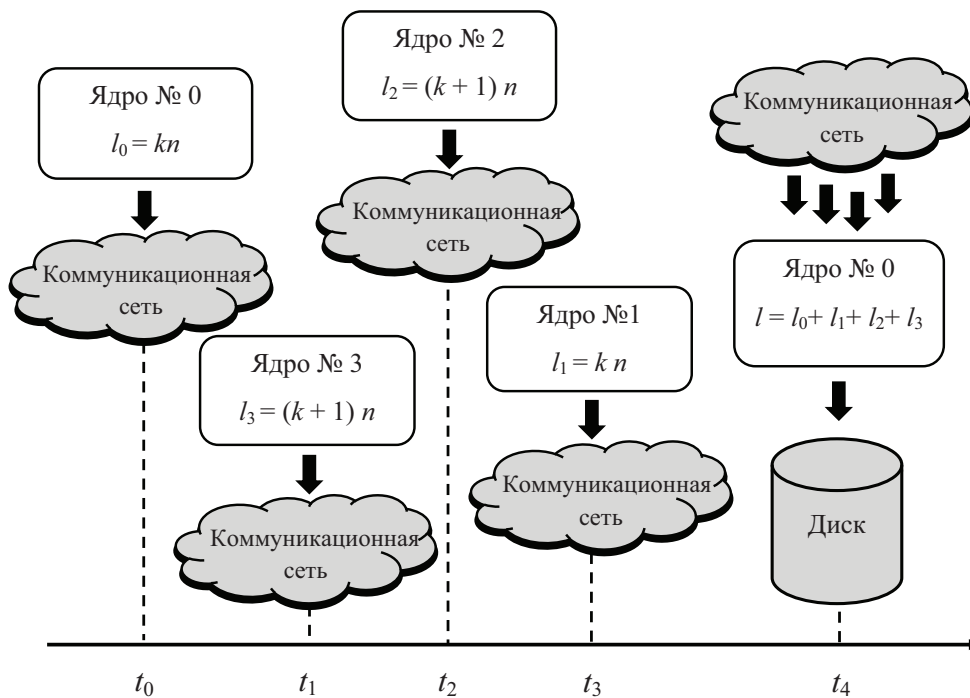 Ядро № 0
l₀ = kn
Коммуникационная
сеть
Ядро № 3
l₃ = (k + 1) n
Коммуникационная
сеть
Ядро № 2
l₂ = (k + 1) n
Коммуникационная
сеть
Ядро №1
l₁ = k n
Коммуникационная
сеть
Коммуникационная
сеть
Ядро № 0
l = l₀+ l₁+ l₂+ l₃
Диск
t₀ t₁ t₂ t₃ t₄